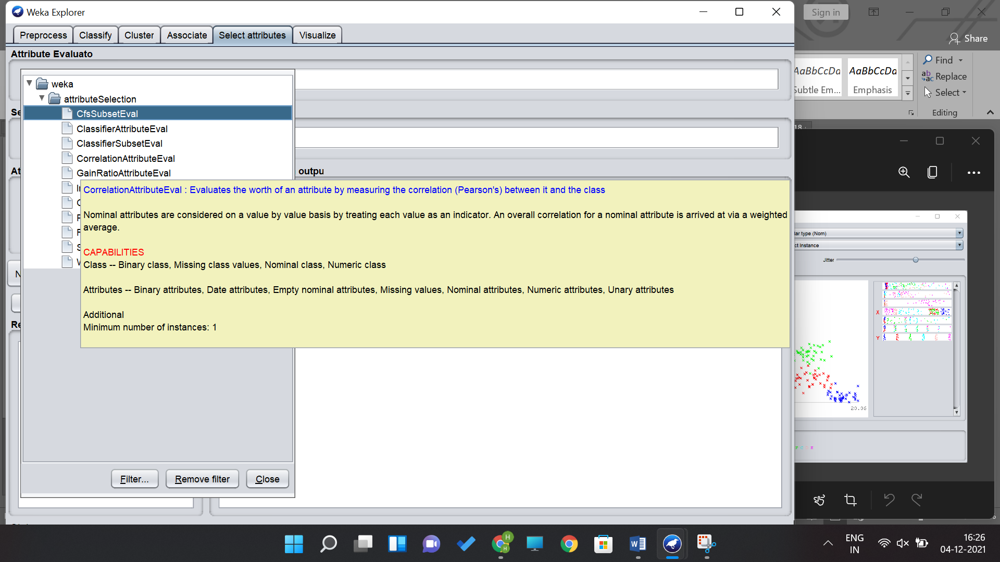 Weka Explorer
Preprocess
Classify
Cluster
Associate
Select attributes
Visualize
Attribute Evaluato
weka
attributeSelection
Se
CfsSubsetEval
ClassifierAttributeEval
ClassifierSubsetEval
CorrelationAttributeEval
At
outpu
GainRatioAttributeEval
CorrelationAttributeEval : Evaluates the worth of an attribute by measuring the correlation (Pearson's) between it and the class
Nominal attributes are considered on a value by value basis by treating each value as an indicator. An overall correlation for a nominal attribute is arrived at via a weighted
average.
CAPABILITIES
Class -- Binary class, Missing class values, Nominal class, Numeric class
N
Attributes -- Binary attributes, Date attributes, Empty nominal attributes, Missing values, Nominal attributes, Numeric attributes, Unary attributes
Additional
Re
Minimum number of instances: 1
Filter...
Remove filter
Close
Sign in
Share
AaBbCcDd
AaBbCcDd
Subtle Em...
Emphasis
Find
Replace
Select
Editing
18
ar type (Nom)
ct Instance
Jitter
X
Y
20.06
ENG
IN
16:26
04-12-2021